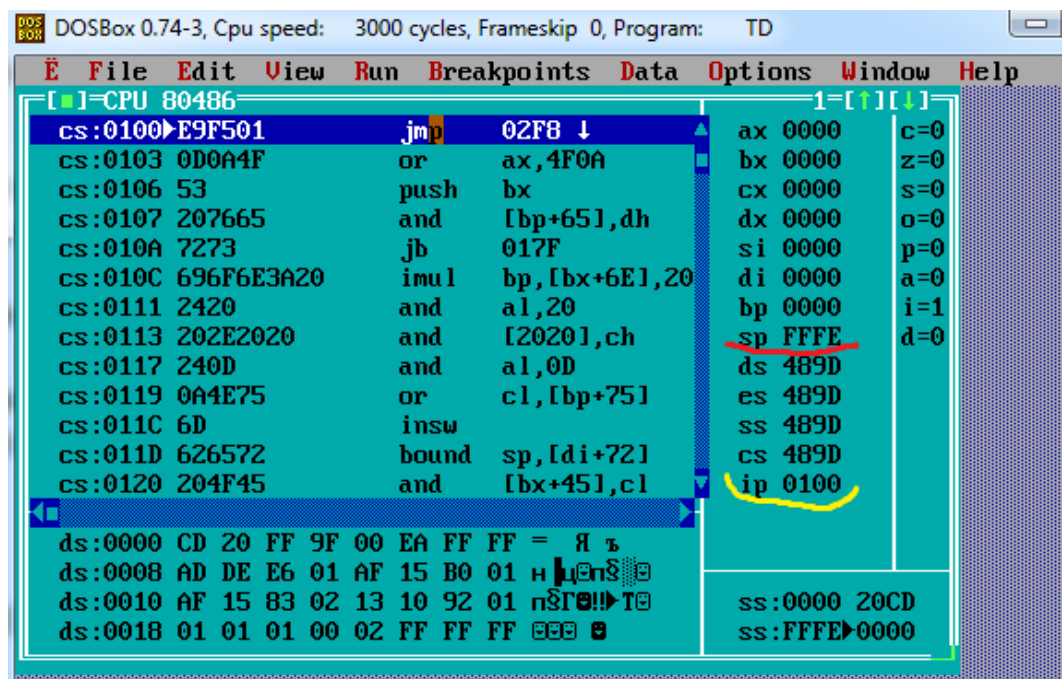 DOSBox 0.74-3, Cpu speed: 3000 cycles, Frameskip 0, Program: TD
Ë File Edit View Run Breakpoints Data Options Window Help
[■]=CPU 80486 1=[↑][↓]
cs:0100►E9F501 jmp 02F8 ↓ ax 0000 c=0
cs:0103 0D0A4F or ax,4F0A bx 0000 z=0
cs:0106 53 push bx cx 0000 s=0
cs:0107 207665 and [bp+65],dh dx 0000 o=0
cs:010A 7273 jb 017F si 0000 p=0
cs:010C 696F6E3A20 imul bp,[bx+6E],20 di 0000 a=0
cs:0111 2420 and al,20 bp 0000 i=1
cs:0113 202E2020 and [2020],ch sp FFFE d=0
cs:0117 240D and al,0D ds 489D
cs:0119 0A4E75 or cl,[bp+75] es 489D
cs:011C 6D insw ss 489D
cs:011D 626572 bound sp,[di+72] cs 489D
cs:0120 204F45 and [bx+45],cl ip 0100
ds:0000 CD 20 FF 9F 00 EA FF FF = Я ъ
ds:0008 AD DE E6 01 AF 15 B0 01 н ▐ц☺п§░☺
ds:0010 AF 15 83 02 13 10 92 01 п§Г☻‼►Т☺ ss:0000 20CD
ds:0018 01 01 01 00 02 FF FF FF ☺☺☺ ☻ ss:FFFE►0000